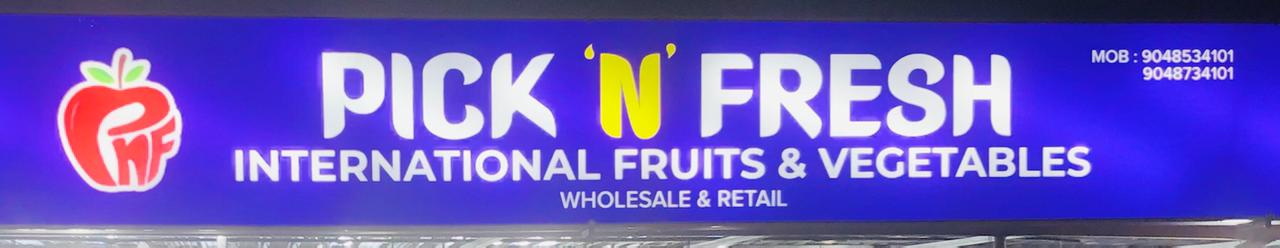 PnF
PICK 'N' FRESH
INTERNATIONAL FRUITS & VEGETABLES
WHOLESALE & RETAIL
MOB : 9048534101
9048734101